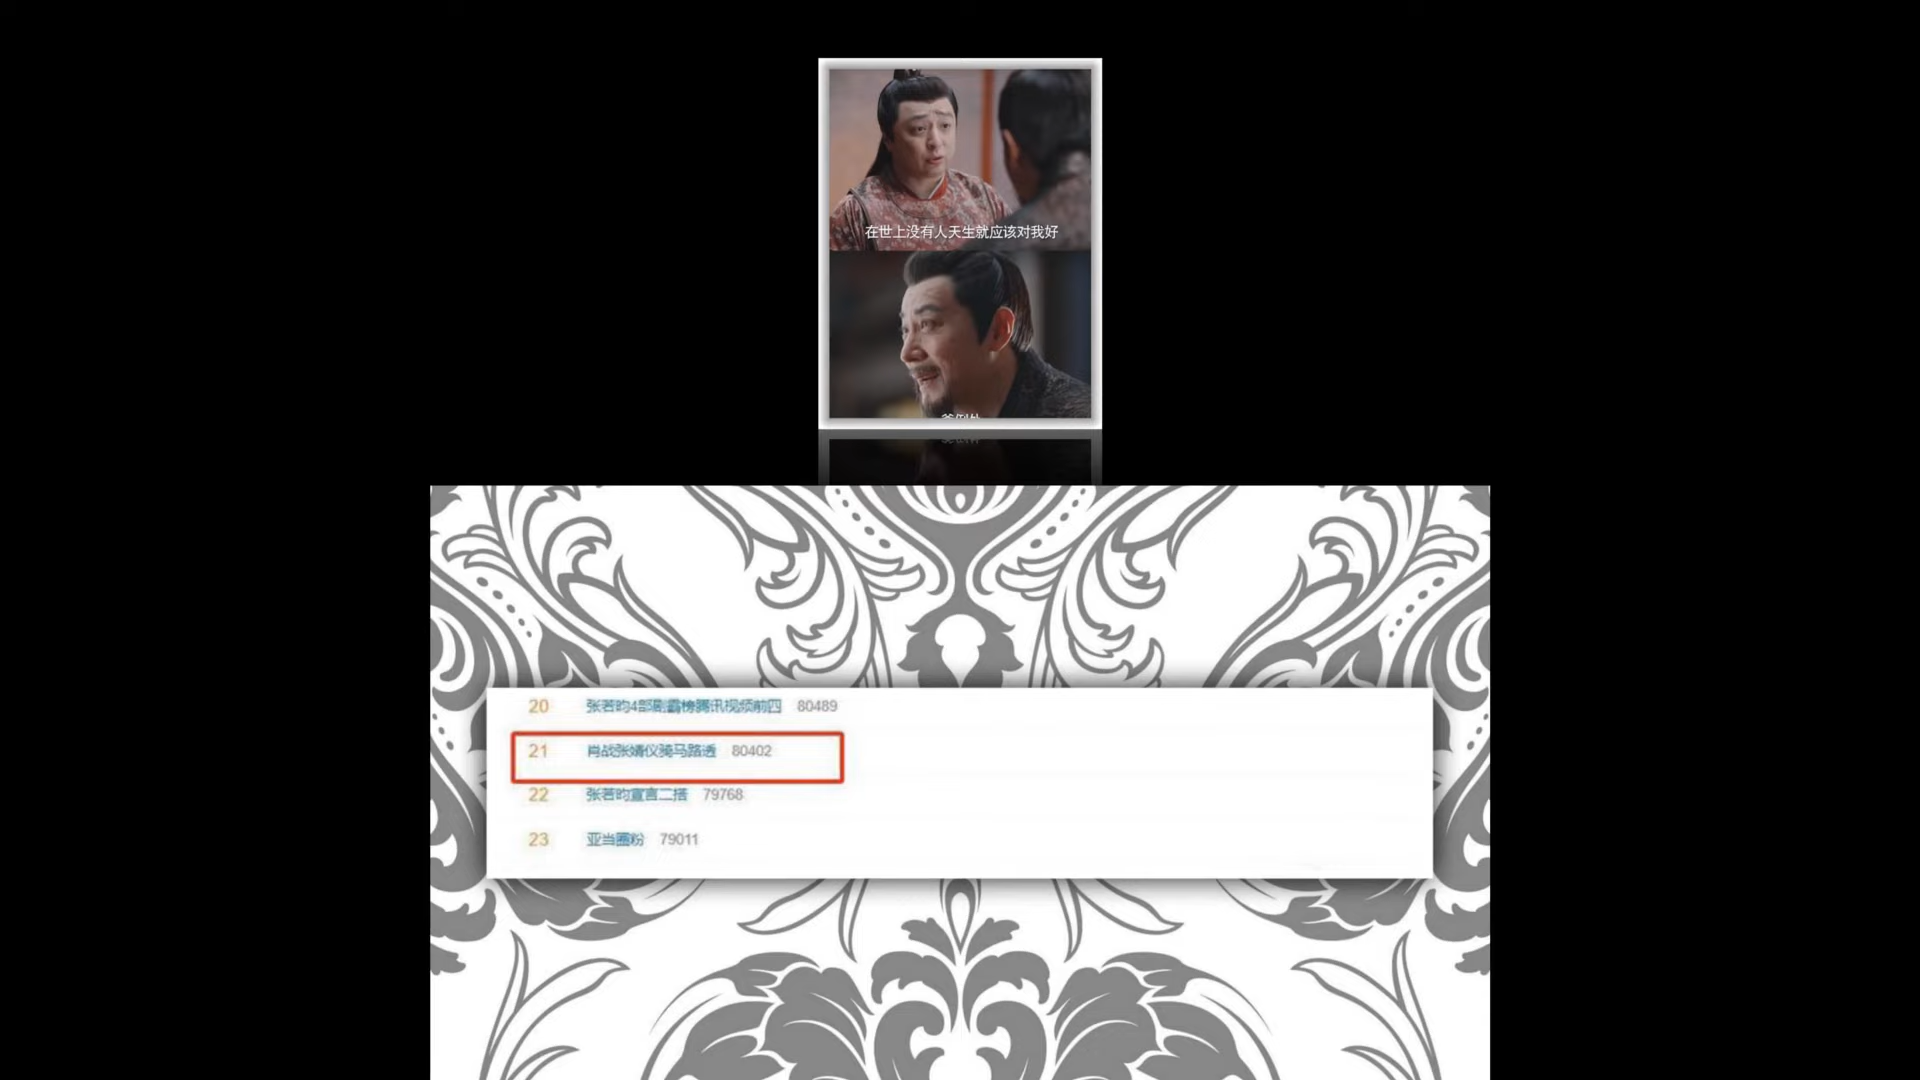 在世上没有人天生就应该对我好
20 张若昀4部剧霸榜腾讯视频前四 80489
21 肖战张婧仪骑马路透 80402
22 张若昀宣言二搭 79768
23 亚当圈粉 79011